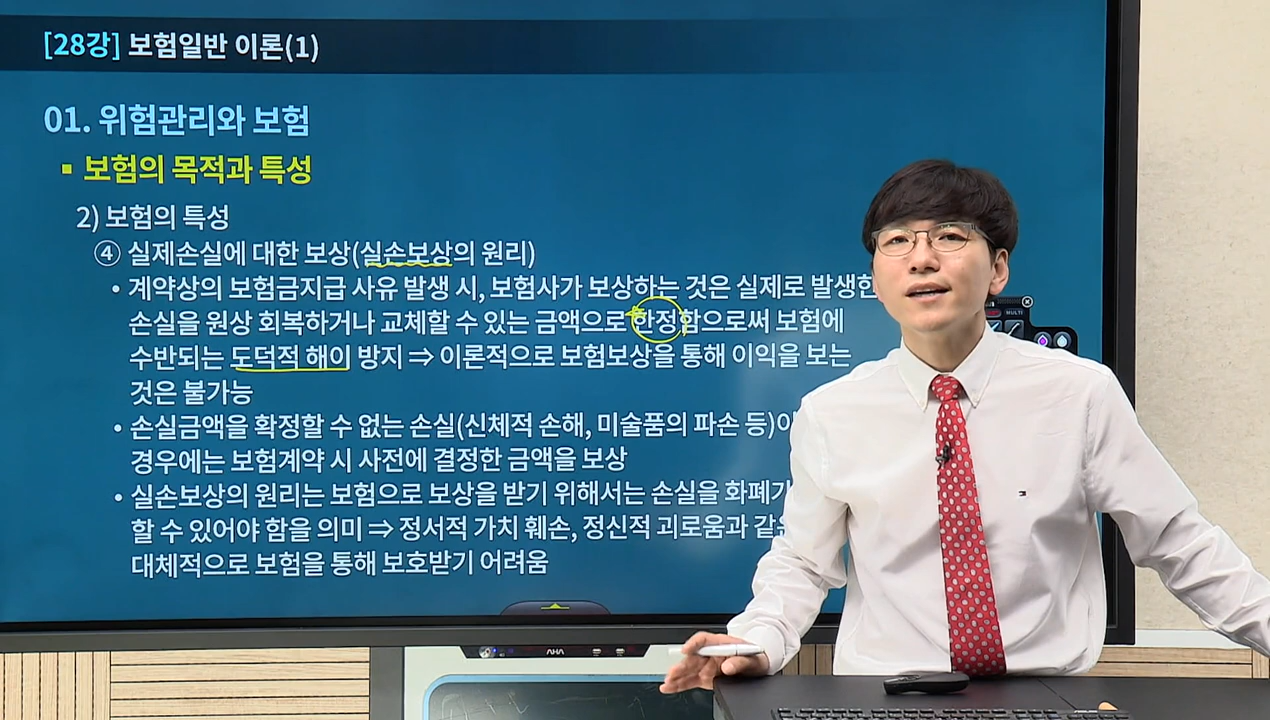 [28강] 보험일반 이론(1)
01. 위험관리와 보험
▪ 보험의 목적과 특성
2) 보험의 특성
④ 실제손실에 대한 보상(실손보상의 원리)
• 계약상의 보험금지급 사유 발생 시, 보험사가 보상하는 것은 실제로 발생한
손실을 원상 회복하거나 교체할 수 있는 금액으로 한정함으로써 보험에
수반되는 도덕적 해이 방지 ⇒ 이론적으로 보험보상을 통해 이익을 보는
것은 불가능
• 손실금액을 확정할 수 없는 손실(신체적 손해, 미술품의 파손 등)이
경우에는 보험계약 시 사전에 결정한 금액을 보상
• 실손보상의 원리는 보험으로 보상을 받기 위해서는 손실을 화폐가
할 수 있어야 함을 의미 ⇒ 정서적 가치 훼손, 정신적 괴로움과 같은
대체적으로 보험을 통해 보호받기 어려움
MULTI
AHA